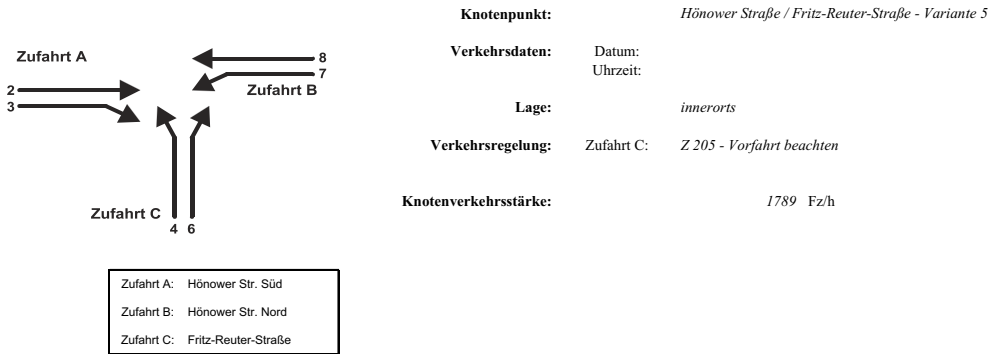 Knotenpunkt: Hönower Straße / Fritz-Reuter-Straße - Variante 5
Verkehrsdaten: Datum:
Uhrzeit:
Lage: innerorts
Verkehrsregelung: Zufahrt C: Z 205 - Vorfahrt beachten
Knotenverkehrsstärke: 1789 Fz/h
Zufahrt A
8
7
Zufahrt B
2
3
Zufahrt C
4 6
Zufahrt A: Hönower Str. Süd
Zufahrt B: Hönower Str. Nord
Zufahrt C: Fritz-Reuter-Straße